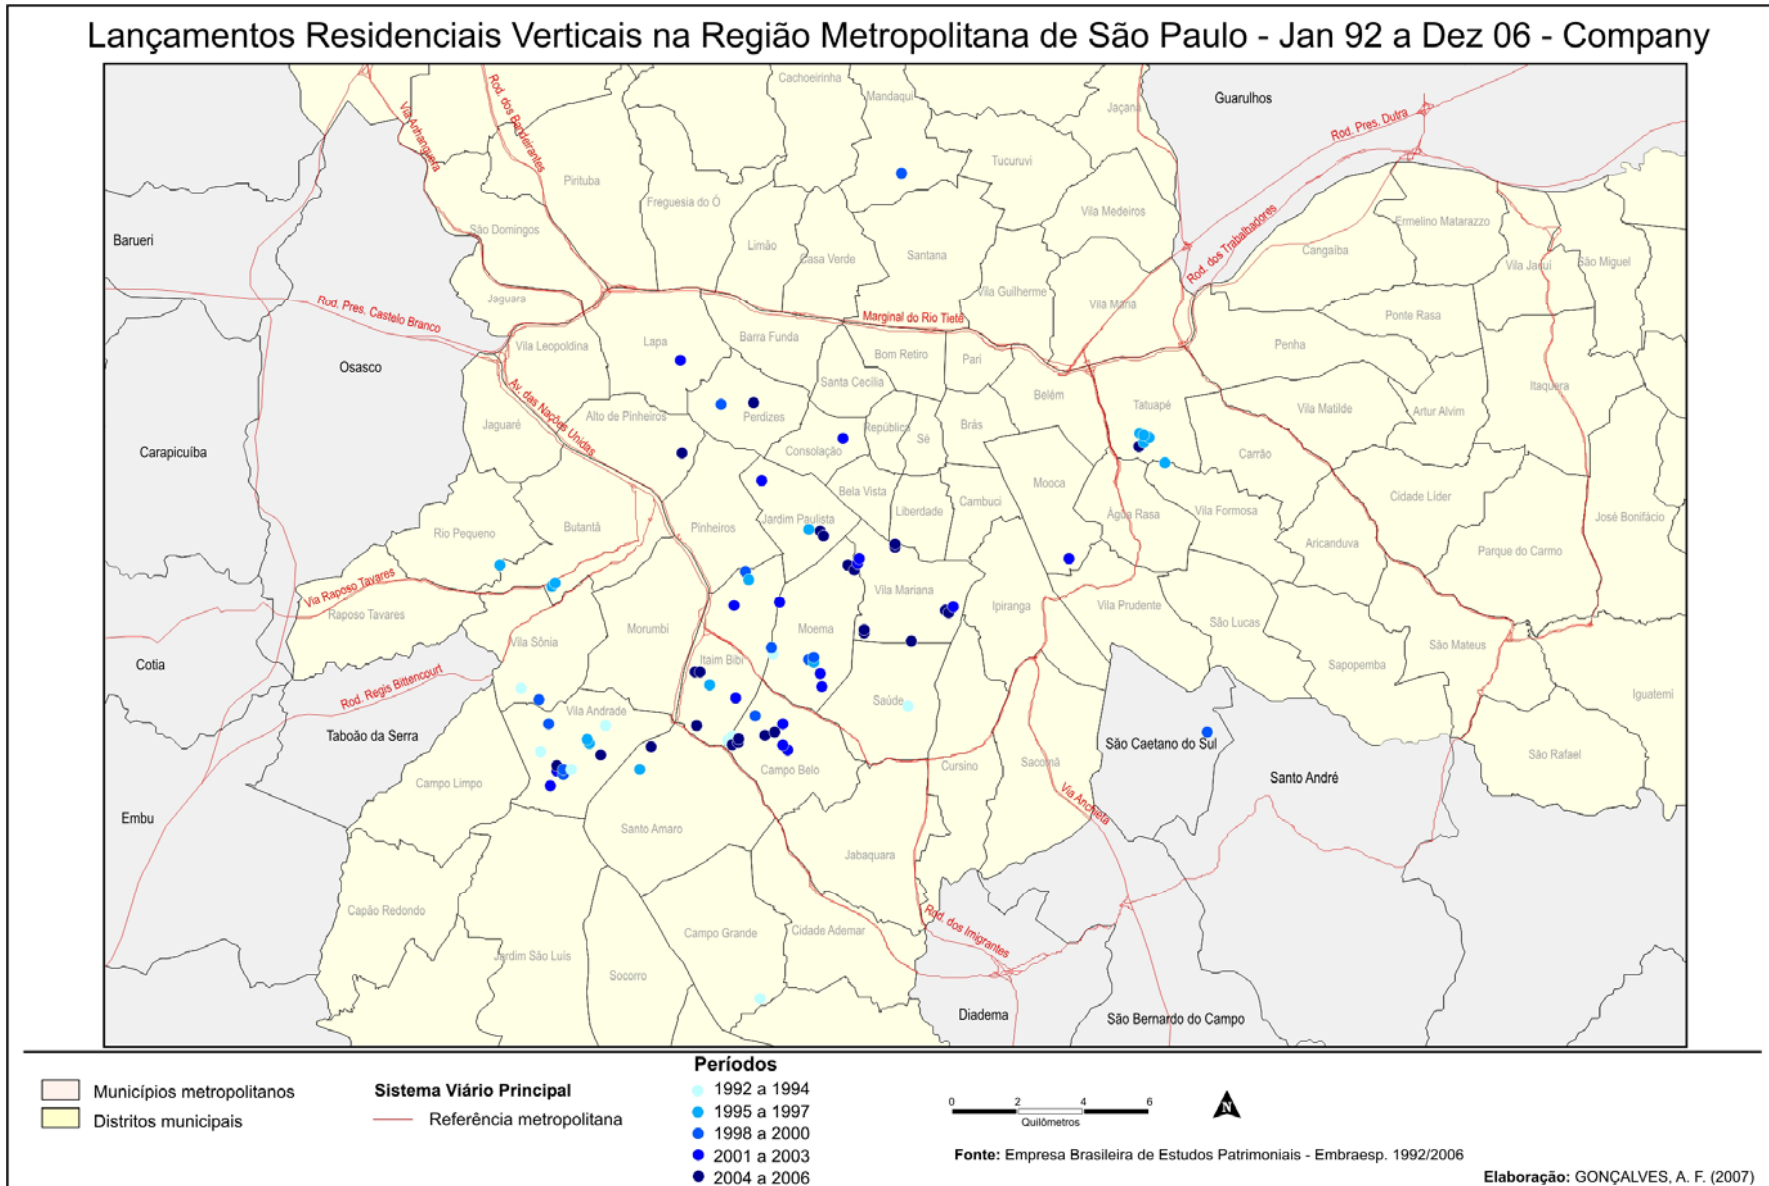 Lançamentos Residenciais Verticais na Região Metropolitana de São Paulo - Jan 92 a Dez 06 - Company
Cachoeirinha
Mandaqui
Jaçanã
Guarulhos
Rod. Pres. Dutra
Via Anhanguera
Rod. dos Bandeirantes
Pirituba
Tucuruvi
Freguesia do Ó
Vila Medeiros
Rod. dos Trabalhadores
Ermelino Matarazzo
Barueri
São Domingos
Limão
Casa Verde
Santana
Cangaíba
Vila Jacuí
São Miguel
Jaguara
Vila Guilherme
Vila Maria
Rod. Pres. Castelo Branco
Marginal do Rio Tietê
Ponte Rasa
Osasco
Vila Leopoldina
Lapa
Barra Funda
Bom Retiro
Pari
Penha
Santa Cecília
Itaquera
Av. das Nações Unidas
Belém
Tatuapé
Vila Matilde
Artur Alvim
Jaguaré
Alto de Pinheiros
Perdizes
República
Sé
Brás
Carapicuíba
Consolação
Carrão
Bela Vista
Mooca
Cidade Líder
Rio Pequeno
Butantã
Pinheiros
Jardim Paulista
Liberdade
Cambuci
Água Rasa
Vila Formosa
José Bonifácio
Aricanduva
Parque do Carmo
Via Raposo Tavares
Raposo Tavares
Vila Mariana
Ipiranga
Vila Prudente
Cotia
Vila Sônia
Morumbi
Moema
São Lucas
São Mateus
Itaim Bibi
Sapopemba
Rod. Regis Bittencourt
Saúde
Iguatemi
Taboão da Serra
Vila Andrade
São Caetano do Sul
São Rafael
Campo Limpo
Campo Belo
Cursino
Sacomã
Santo André
Embu
Via Anchieta
Santo Amaro
Jabaquara
Capão Redondo
Campo Grande
Cidade Ademar
Rod. dos Imigrantes
Jardim São Luís
Socorro
Diadema
São Bernardo do Campo
Municípios metropolitanos
Distritos municipais
Sistema Viário Principal
Referência metropolitana
Períodos
1992 a 1994
1995 a 1997
1998 a 2000
2001 a 2003
2004 a 2006
0 2 4 6
Quilômetros
N
Fonte: Empresa Brasileira de Estudos Patrimoniais - Embraesp. 1992/2006
Elaboração: GONÇALVES, A. F. (2007)